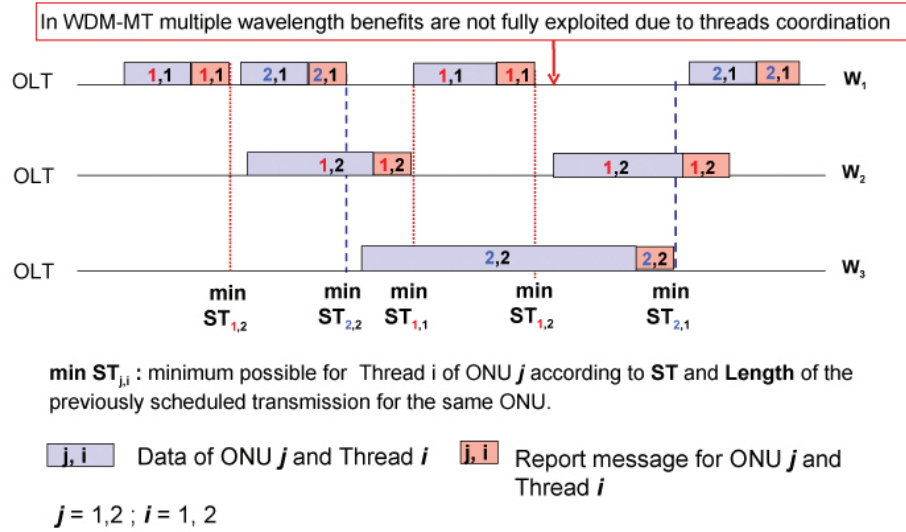 In WDM-MT multiple wavelength benefits are not fully exploited due to threads coordination
OLT 1,1 1,1 2,1 2,1 1,1 1,1 2,1 2,1 W1
OLT 1,2 1,2 1,2 1,2 W2
OLT 2,2 2,2 W3
min min min min min
ST1,2 ST2,2 ST1,1 ST1,2 ST2,1
min STj,i : minimum possible for Thread i of ONU j according to ST and Length of the
previously scheduled transmission for the same ONU.
j, i Data of ONU j and Thread i j, i Report message for ONU j and
Thread i
j = 1,2 ; i = 1, 2